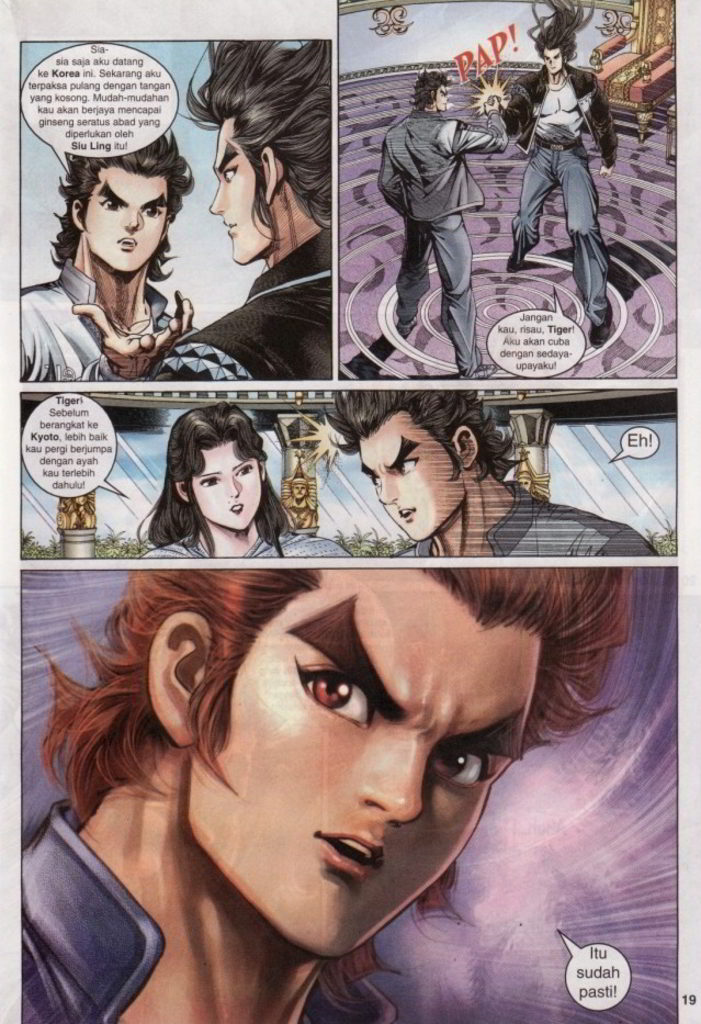 Sia-
sia saja aku datang
ke Korea ini. Sekarang aku
terpaksa pulang dengan tangan
yang kosong. Mudah-mudahan
kau akan berjaya mencapai
ginseng seratus abad yang
diperlukan oleh
Siu Ling itu!
PAP!
Jangan
kau, risau, Tiger!
Aku akan cuba
dengan sedaya-
upayaku!
Tiger!
Sebelum
berangkat ke
Kyoto, lebih baik
kau pergi berjumpa
dengan ayah
kau terlebih
dahulu!
Eh!
Itu
sudah
pasti!
19